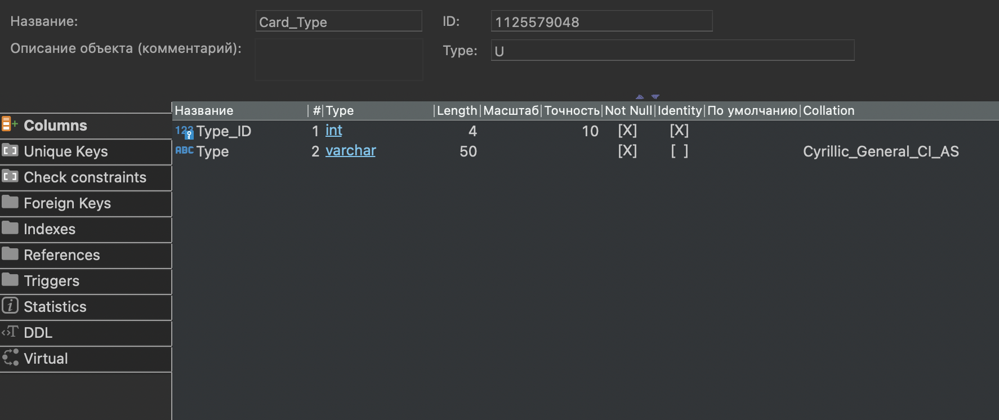 Название: Card_Type ID: 1125579048
Описание объекта (комментарий): Type: U
Название # Type Length Масштаб Точность Not Null Identity По умолчанию Collation
123 Type_ID 1 int 4 10 [X] [X]
ABC Type 2 varchar 50 [X] [ ] Cyrillic_General_CI_AS
Columns
Unique Keys
Check constraints
Foreign Keys
Indexes
References
Triggers
Statistics
DDL
Virtual